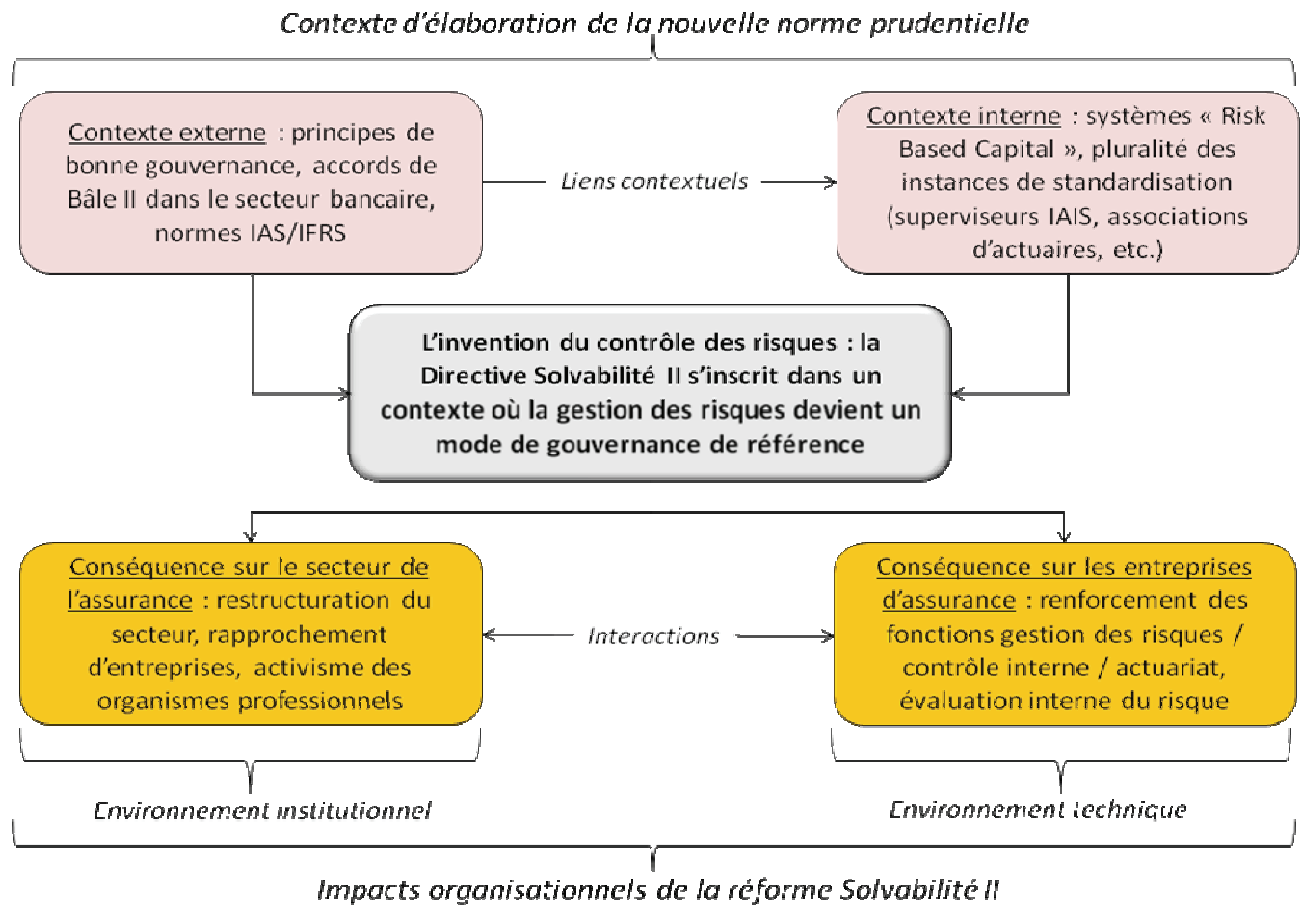 Contexte d'élaboration de la nouvelle norme prudentielle
Contexte externe : principes de
bonne gouvernance, accords de
Bâle II dans le secteur bancaire,
normes IAS/IFRS
Liens contextuels
Contexte interne : systèmes « Risk
Based Capital », pluralité des
instances de standardisation
(superviseurs IAIS, associations
d'actuaires, etc.)
L'invention du contrôle des risques : la
Directive Solvabilité II s'inscrit dans un
contexte où la gestion des risques devient un
mode de gouvernance de référence
Conséquence sur le secteur de
l'assurance : restructuration du
secteur, rapprochement
d'entreprises, activisme des
organismes professionnels
Interactions
Conséquence sur les entreprises
d'assurance : renforcement des
fonctions gestion des risques /
contrôle interne / actuariat,
évaluation interne du risque
Environnement institutionnel
Environnement technique
Impacts organisationnels de la réforme Solvabilité II